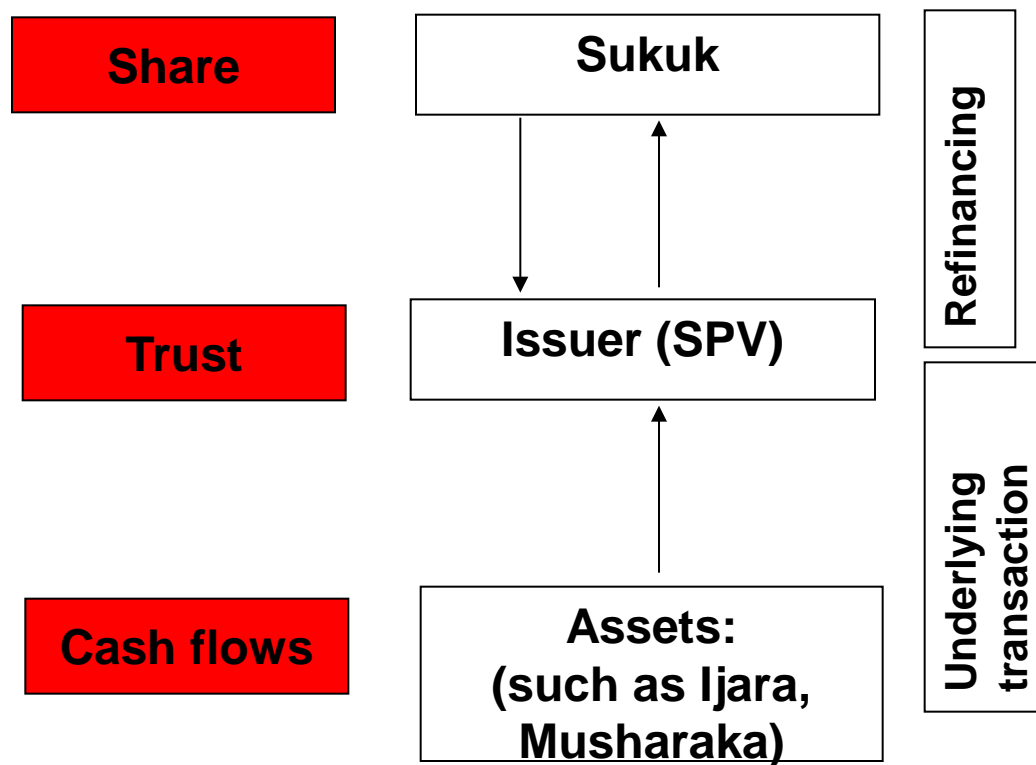 Share
Sukuk
Refinancing
Trust
Issuer (SPV)
Underlying
transaction
Cash flows
Assets:
(such as Ijara,
Musharaka)